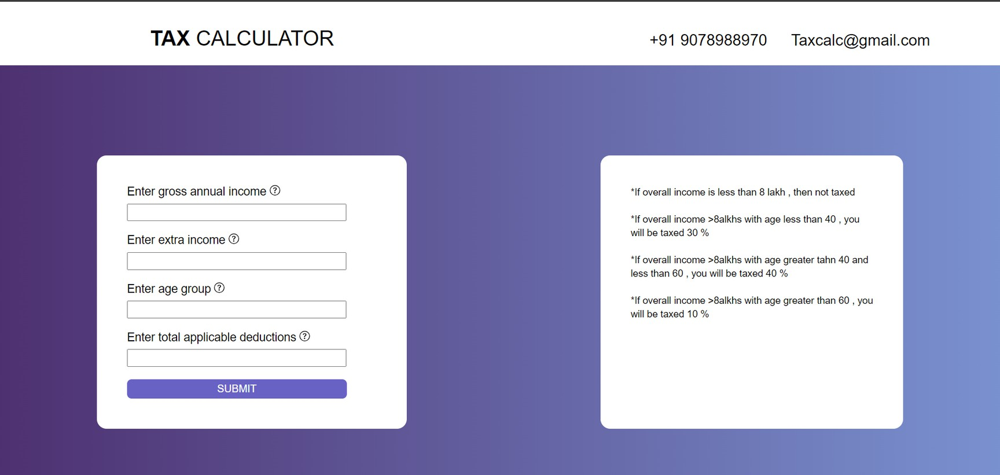 TAX CALCULATOR
+91 9078988970 Taxcalc@gmail.com
Enter gross annual income ?
Enter extra income ?
Enter age group ?
Enter total applicable deductions ?
SUBMIT
*If overall income is less than 8 lakh , then not taxed
*If overall income >8alkhs with age less than 40 , you
will be taxed 30 %
*If overall income >8alkhs with age greater tahn 40 and
less than 60 , you will be taxed 40 %
*If overall income >8alkhs with age greater than 60 , you
will be taxed 10 %